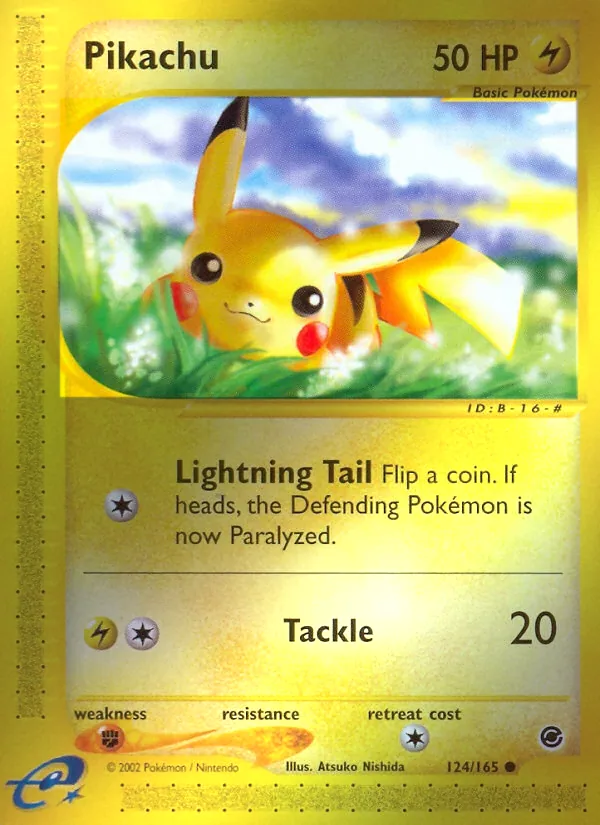 Pikachu 50 HP
Basic Pokémon
ID:B-16-#
Lightning Tail Flip a coin. If
heads, the Defending Pokémon is
now Paralyzed.
Tackle 20
weakness resistance retreat cost
© 2002 Pokémon / Nintendo Illus. Atsuko Nishida 124/165
e